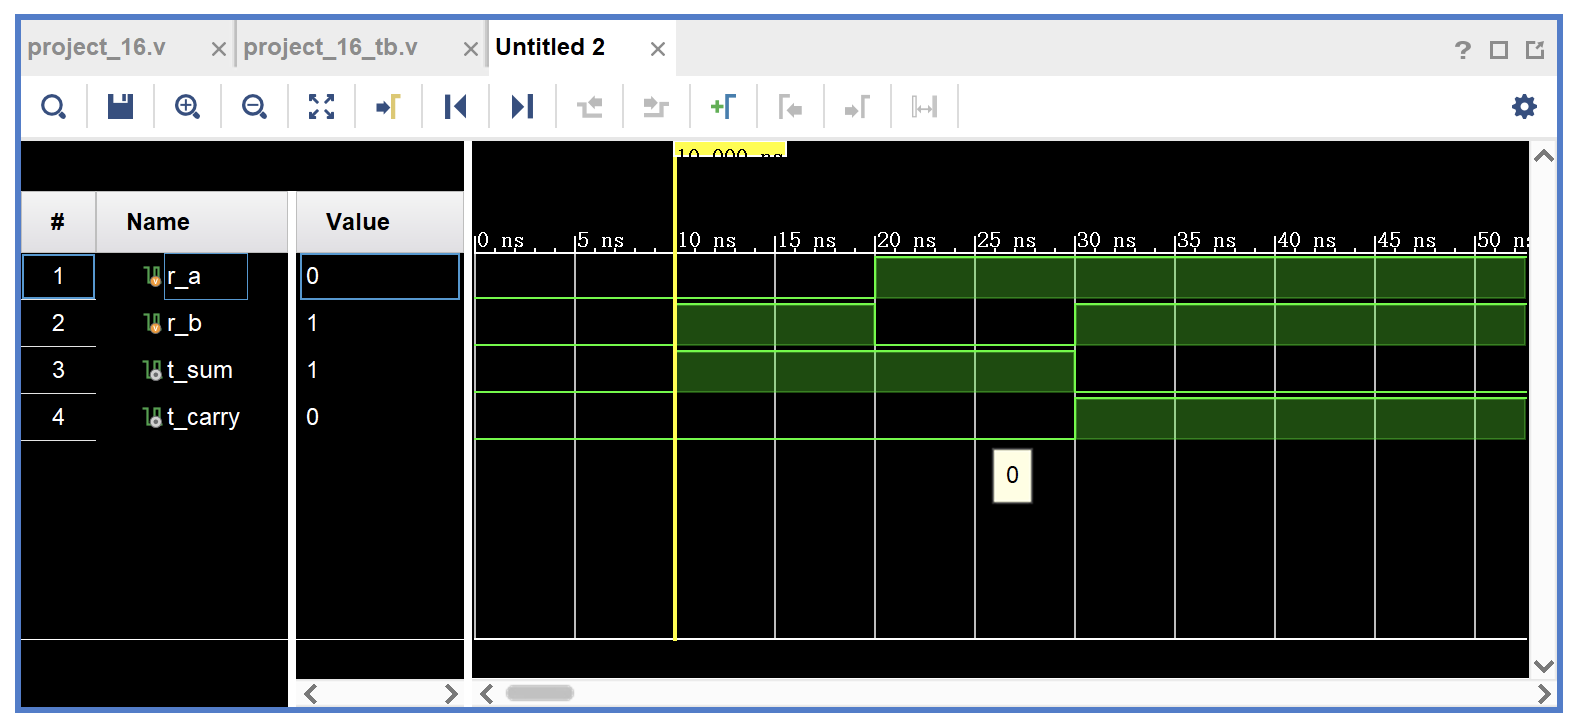 project_16.v × project_16_tb.v × Untitled 2 ×
?
10.000 ns
# Name Value
0 ns 5 ns 10 ns 15 ns 20 ns 25 ns 30 ns 35 ns 40 ns 45 ns 50 ns
1 r_a 0
2 r_b 1
3 t_sum 1
4 t_carry 0
0